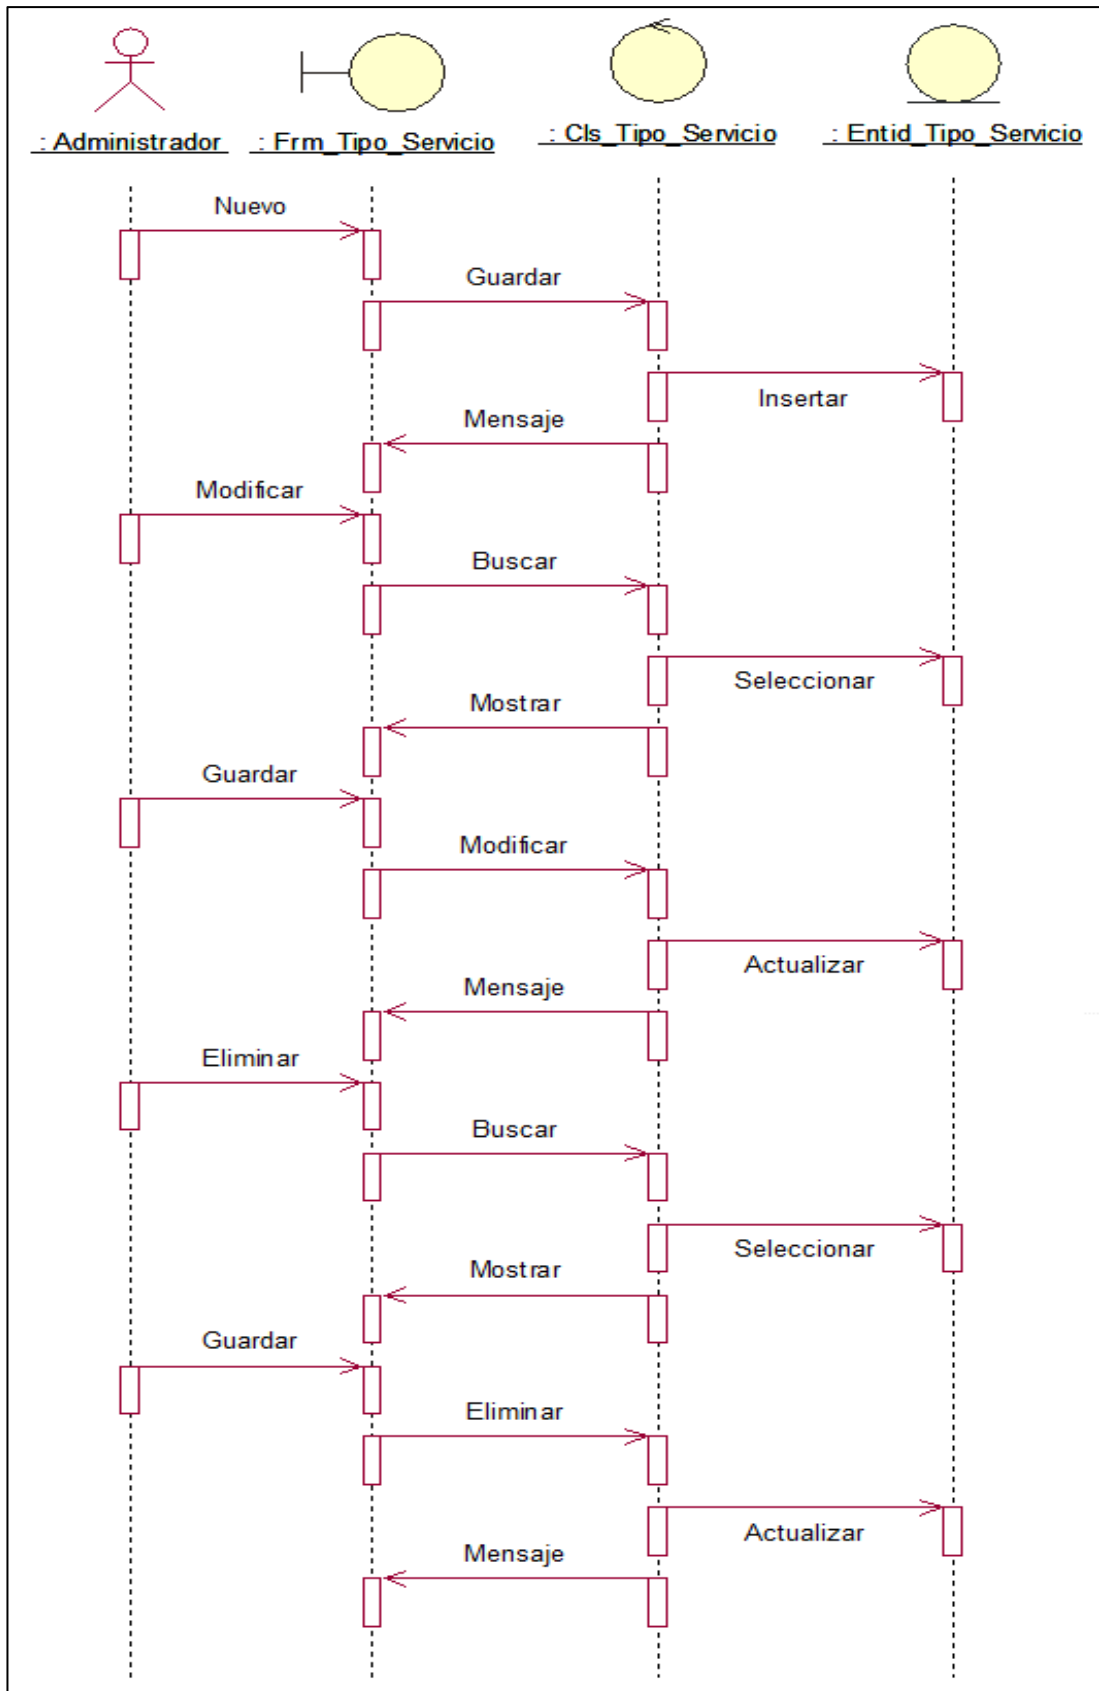 : Administrador
: Frm_Tipo_Servicio
: Cls_Tipo_Servicio
: Entid_Tipo_Servicio
Nuevo
Guardar
Insertar
Mensaje
Modificar
Buscar
Seleccionar
Mostrar
Guardar
Modificar
Actualizar
Mensaje
Eliminar
Buscar
Seleccionar
Mostrar
Guardar
Eliminar
Actualizar
Mensaje